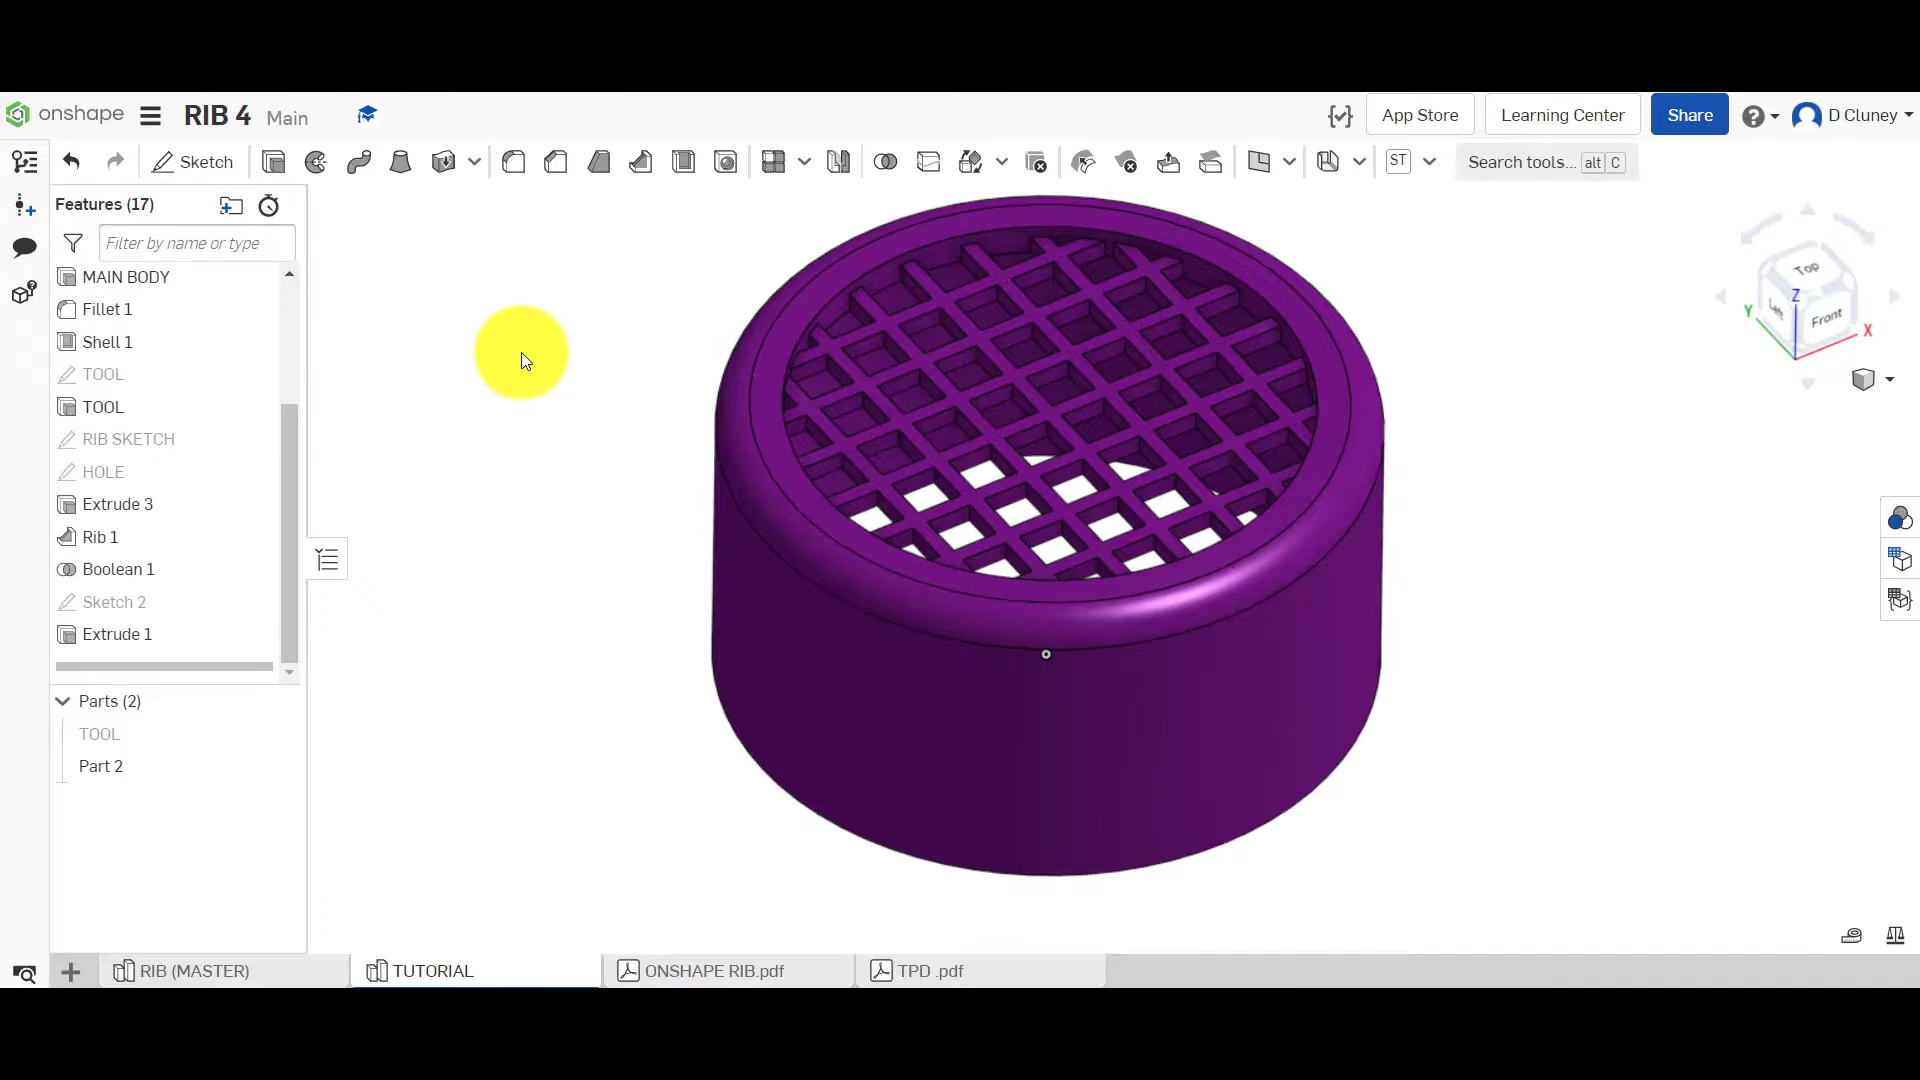 onshape RIB 4 Main App Store Learning Center Share D Cluney
Sketch ST Search tools... alt C
Features (17)
Filter by name or type
MAIN BODY
Fillet 1
Shell 1
TOOL
TOOL
RIB SKETCH
HOLE
Extrude 3
Rib 1
Boolean 1
Sketch 2
Extrude 1
Parts (2)
TOOL
Part 2
Top
Left
Front
Z
Y
X
RIB (MASTER) TUTORIAL ONSHAPE RIB.pdf TPD .pdf